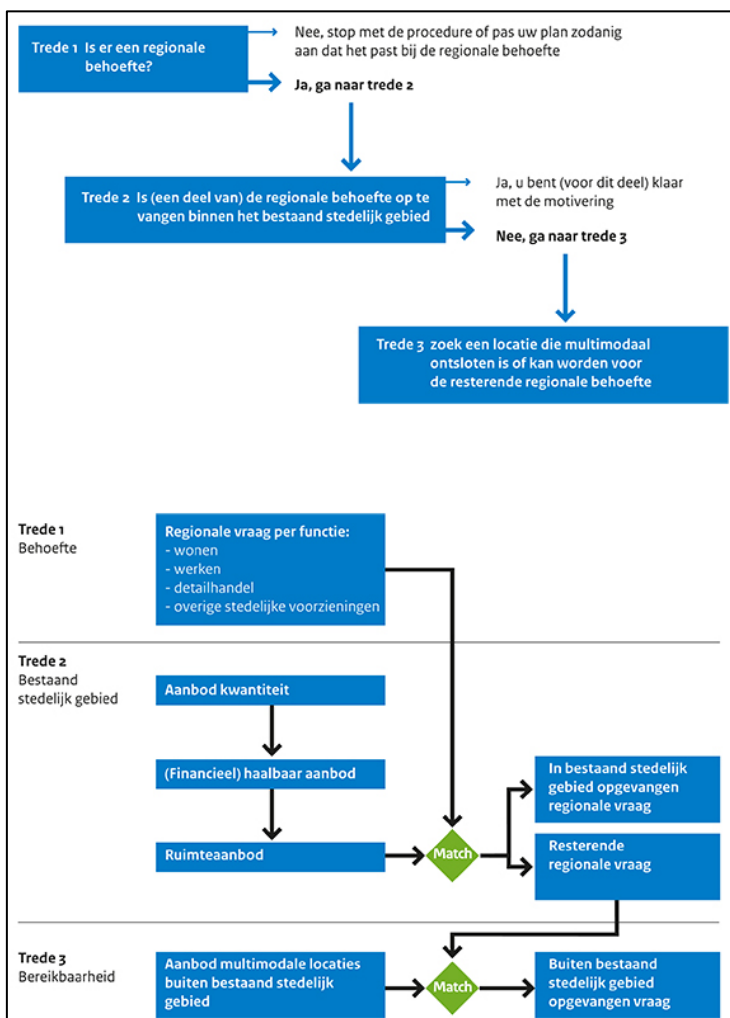 Trede 1 Is er een regionale
behoefte?
Nee, stop met de procedure of pas uw plan zodanig
aan dat het past bij de regionale behoefte
Ja, ga naar trede 2
Trede 2 Is (een deel van) de regionale behoefte op te
vangen binnen het bestaand stedelijk gebied
Ja, u bent (voor dit deel) klaar
met de motivering
Nee, ga naar trede 3
Trede 3 zoek een locatie die multimodaal
ontsloten is of kan worden voor
de resterende regionale behoefte
Trede 1
Behoefte
Regionale vraag per functie:
- wonen
- werken
- detailhandel
- overige stedelijke voorzieningen
Trede 2
Bestaand
stedelijk gebied
Aanbod kwantiteit
(Financieel) haalbaar aanbod
Ruimteaanbod
Match
In bestaand stedelijk
gebied opgevangen
regionale vraag
Resterende
regionale vraag
Trede 3
Bereikbaarheid
Aanbod multimodale locaties
buiten bestaand stedelijk
gebied
Match
Buiten bestaand
stedelijk gebied
opgevangen vraag